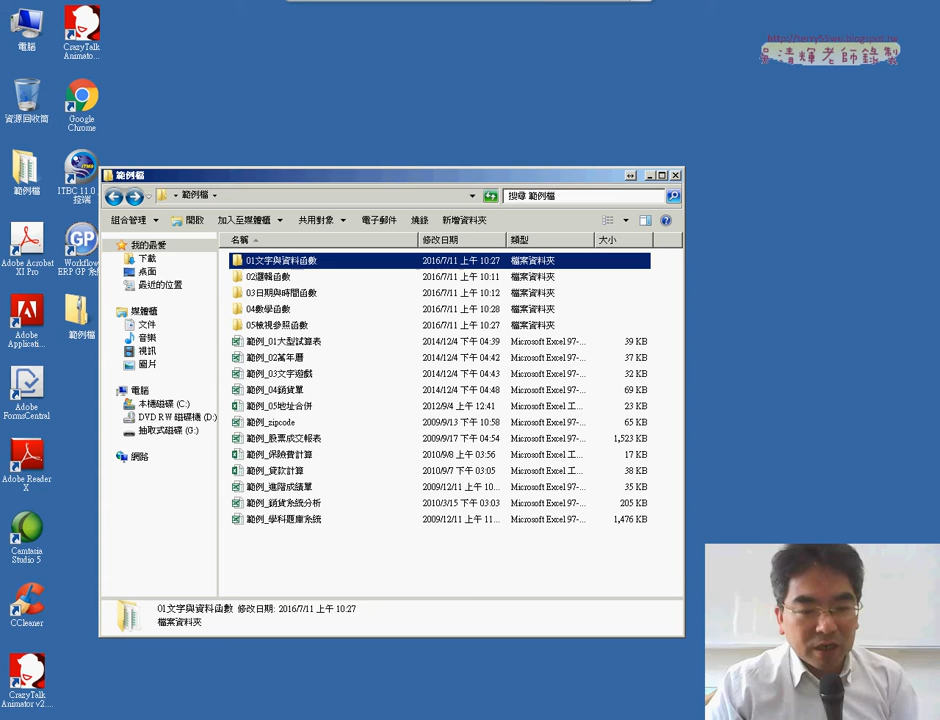 電腦
CrazyTalk
Animato...
資源回收筒
Google
Chrome
範例檔
ITBC 11.0
控端
Adobe Acrobat
XI Pro
Workflow
ERP GP 系
Adobe
Applicati...
範例檔
Adobe
FormsCentral
Adobe Reader
X
Camtasia
Studio 5
CCleaner
CrazyTalk
Animator v2....
http://terry55wu.blogspot.tw
吳清輝老師錄製
範例檔
範例檔
搜尋 範例檔
組合管理
開啟
加入至媒體櫃
共用對象
電子郵件
燒錄
新增資料夾
我的最愛
下載
桌面
最近的位置
媒體櫃
文件
音樂
視訊
圖片
電腦
本機磁碟 (C:)
DVD RW 磁碟機 (D:)
抽取式磁碟 (G:)
網路
名稱 修改日期 類型 大小
01文字與資料函數 2016/7/11 上午 10:27 檔案資料夾
02邏輯函數 2016/7/11 上午 10:11 檔案資料夾
03日期與時間函數 2016/7/11 上午 10:12 檔案資料夾
04數學函數 2016/7/11 上午 10:28 檔案資料夾
05檢視參照函數 2016/7/11 上午 10:27 檔案資料夾
範例_01大型試算表 2014/12/4 下午 04:39 Microsoft Excel 97-... 39 KB
範例_02萬年曆 2014/12/4 下午 04:42 Microsoft Excel 97-... 37 KB
範例_03文字遊戲 2014/12/4 下午 04:43 Microsoft Excel 97-... 32 KB
範例_04銷貨單 2014/12/4 下午 04:48 Microsoft Excel 97-... 69 KB
範例_05地址合併 2012/9/4 上午 12:41 Microsoft Excel 工... 23 KB
範例_zipcode 2009/9/13 下午 10:58 Microsoft Excel 97-... 65 KB
範例_股票成交報表 2009/9/17 下午 04:54 Microsoft Excel 97-... 1,523 KB
範例_保險費計算 2010/9/8 上午 03:56 Microsoft Excel 工... 17 KB
範例_貸款計算 2010/9/7 下午 03:05 Microsoft Excel 工... 38 KB
範例_進階成績單 2009/12/11 上午 10... Microsoft Excel 97-... 35 KB
範例_銷貨系統分析 2010/3/15 下午 03:03 Microsoft Excel 97-... 205 KB
範例_學科題庫系統 2009/12/11 上午 11... Microsoft Excel 97-... 1,476 KB
01文字與資料函數 修改日期: 2016/7/11 上午 10:27
檔案資料夾